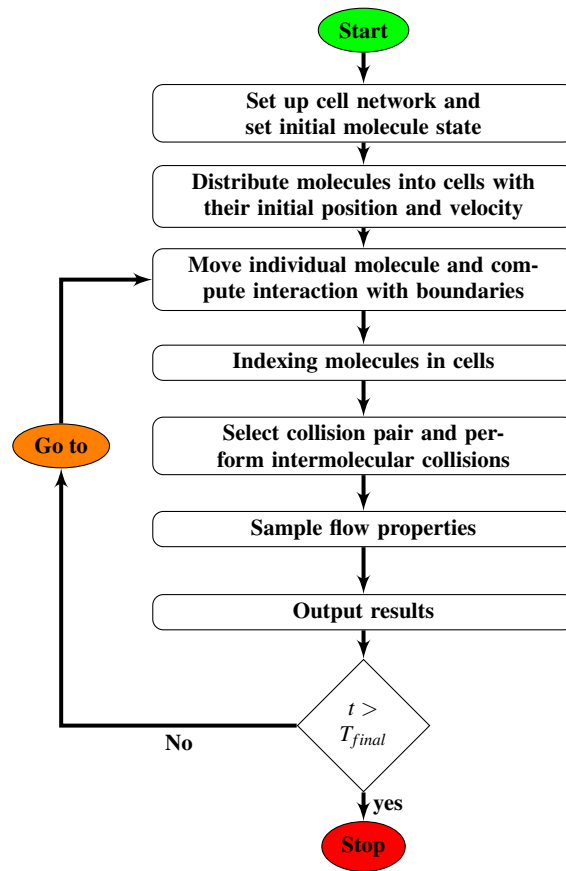 Start
Set up cell network and
set initial molecule state
Distribute molecules into cells with
their initial position and velocity
Move individual molecule and com-
pute interaction with boundaries
Indexing molecules in cells
Go to
Select collision pair and per-
form intermolecular collisions
Sample flow properties
Output results
t >
T_{final}
No
yes
Stop